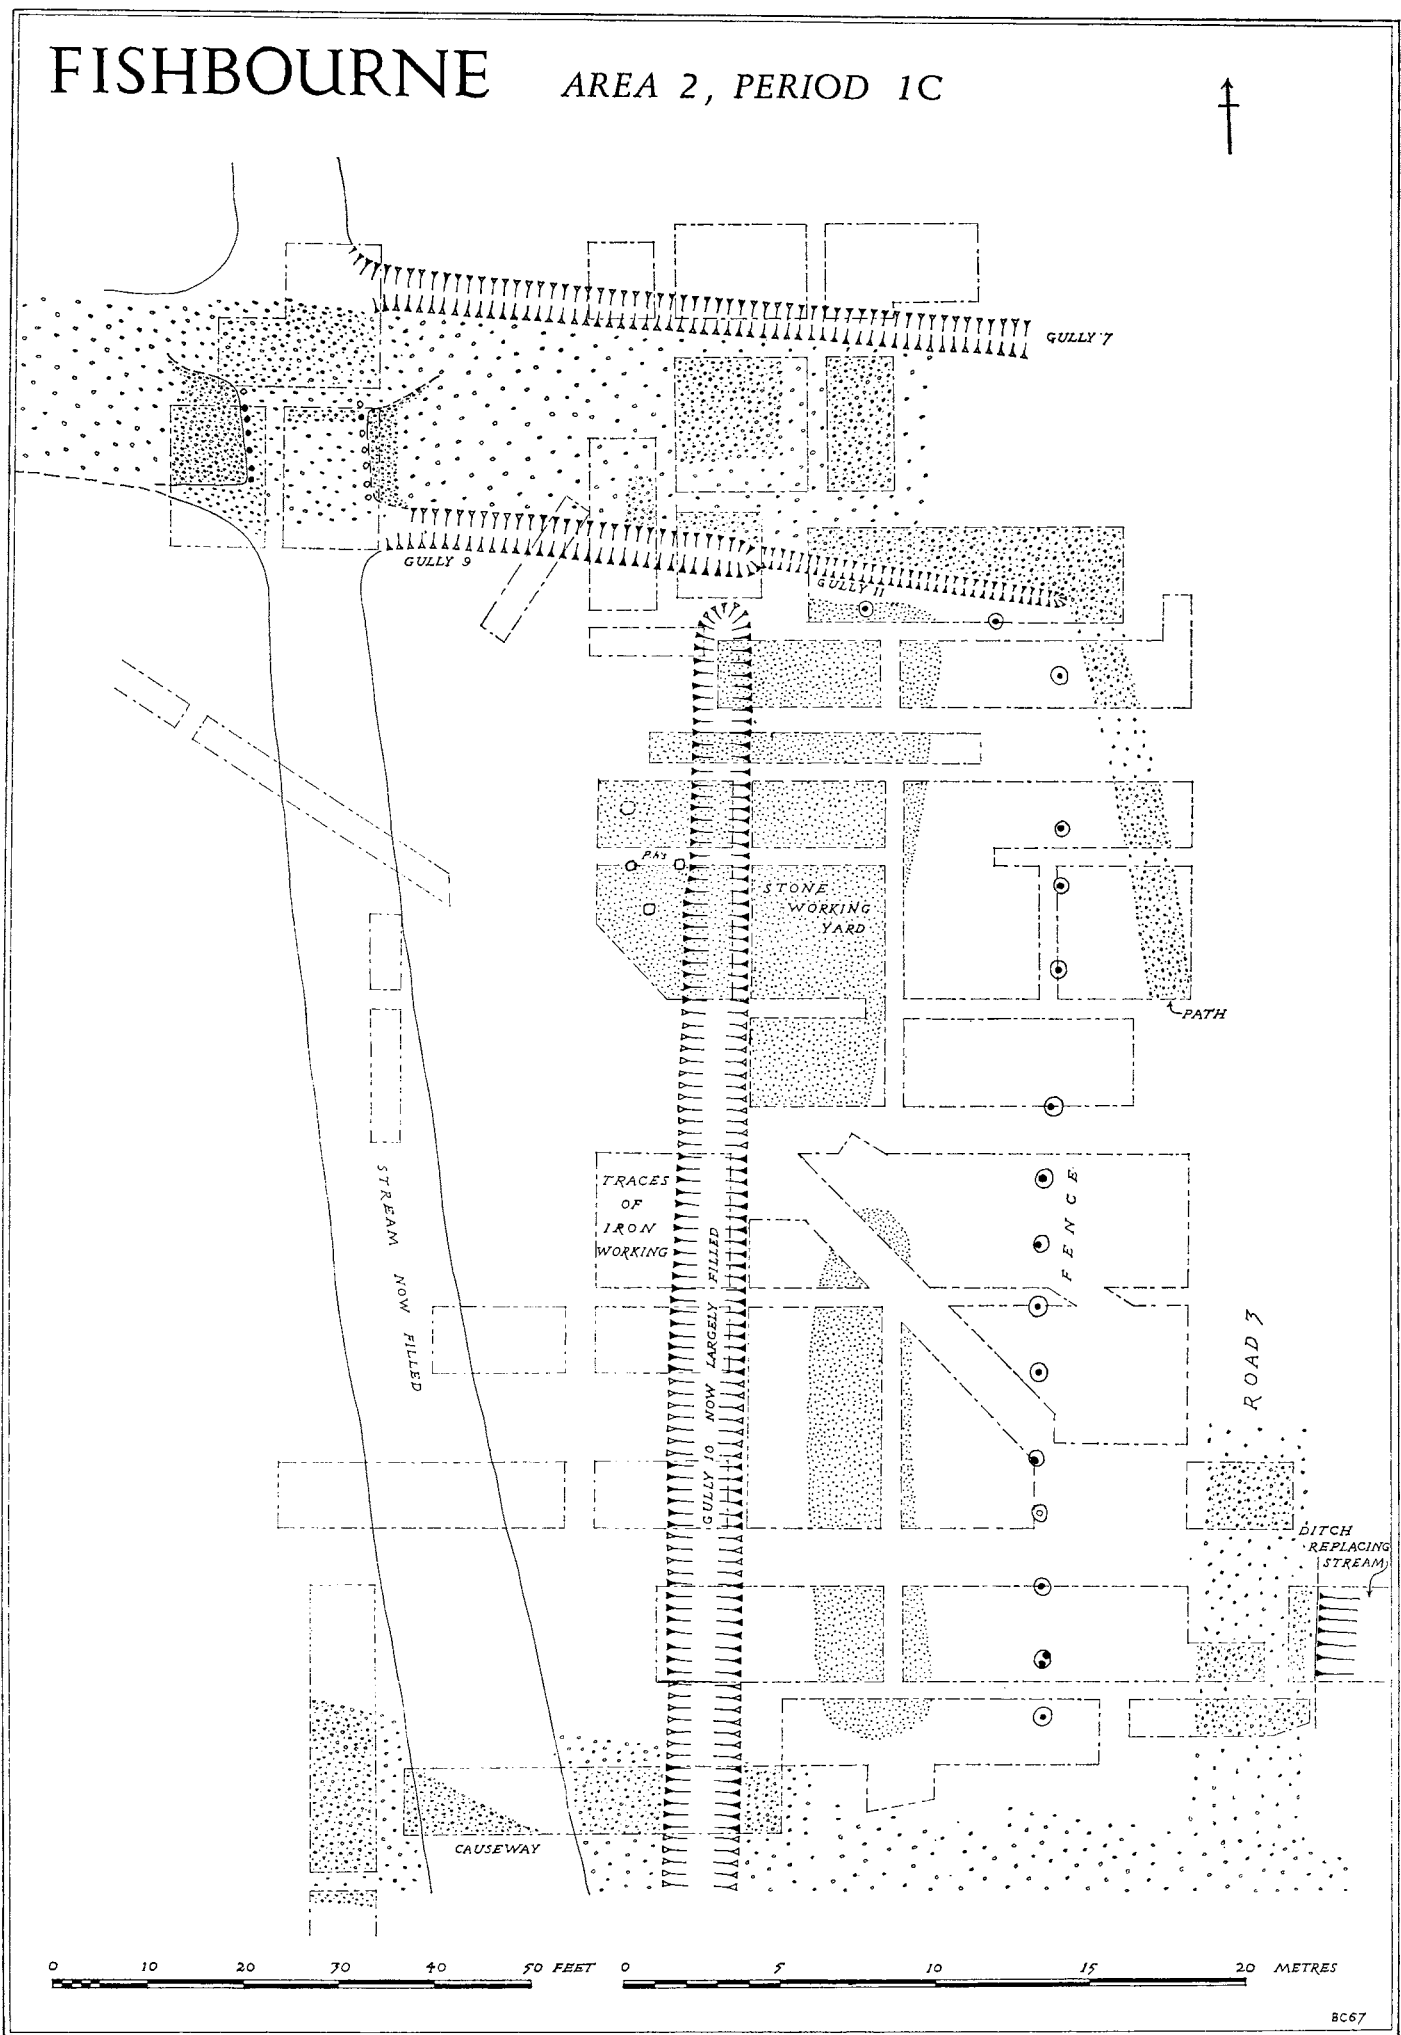 FISHBOURNE AREA 2, PERIOD 1C
GULLY 7
GULLY 9
GULLY 11
P.h's
STONE
WORKING
YARD
PATH
TRACES
OF
IRON
WORKING
STREAM NOW FILLED
GULLY 10 NOW LARGELY FILLED
FENCE
ROAD 3
DITCH
REPLACING
STREAM
CAUSEWAY
0 10 20 30 40 50 FEET 0 5 10 15 20 METRES
BC67